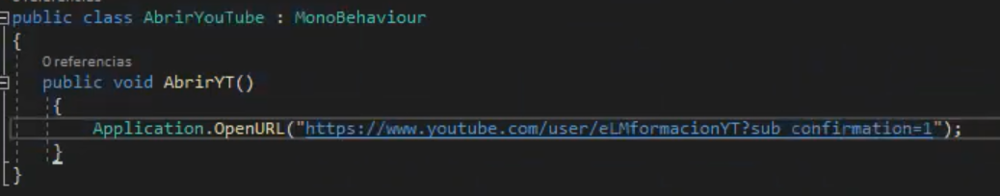 public class AbrirYouTube : MonoBehaviour
{
0 referencias
public void AbrirYT()
{
Application.OpenURL("https://www.youtube.com/user/eLMformacionYT?sub_confirmation=1");
}
}